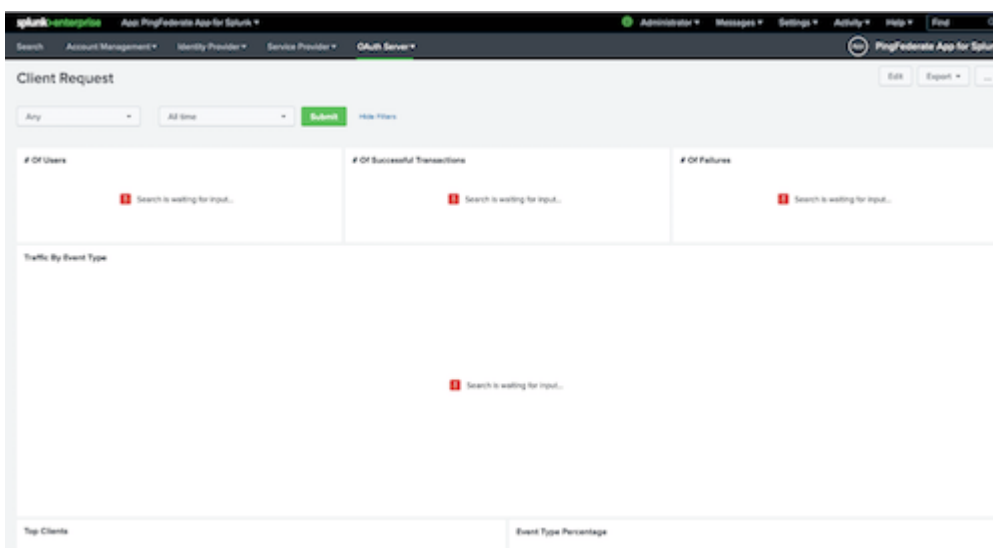 splunk>enterprise App: PingFederate App for Splunk Administrator Messages Settings Activity Help Find
Search Account Management Identity Provider Service Provider OAuth Server PingFederate App for Splun
Client Request Edit Export ...
Any All time Submit Hide Filters
# Of Users # Of Successful Transactions # Of Failures
Search is waiting for input... Search is waiting for input... Search is waiting for input...
Traffic By Event Type
Search is waiting for input...
Top Clients Event Type Percentage